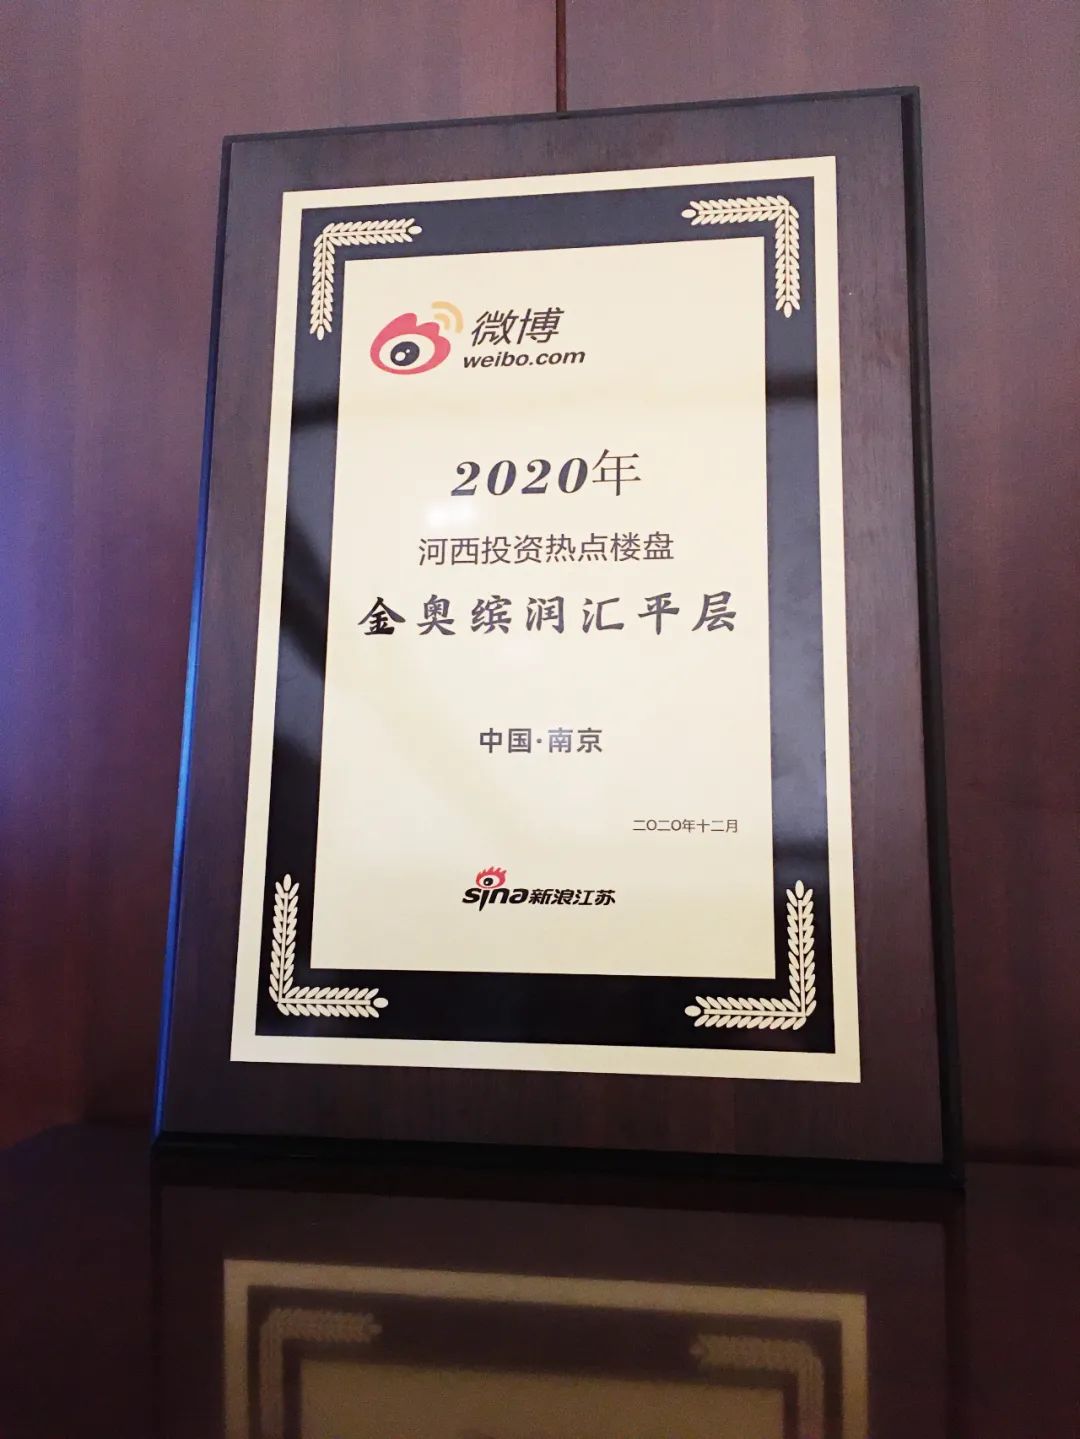 微博
weibo.com
2020年
河西投资热点楼盘
金奥缤润汇平层
中国·南京
二〇二〇年十二月
sina新浪江苏